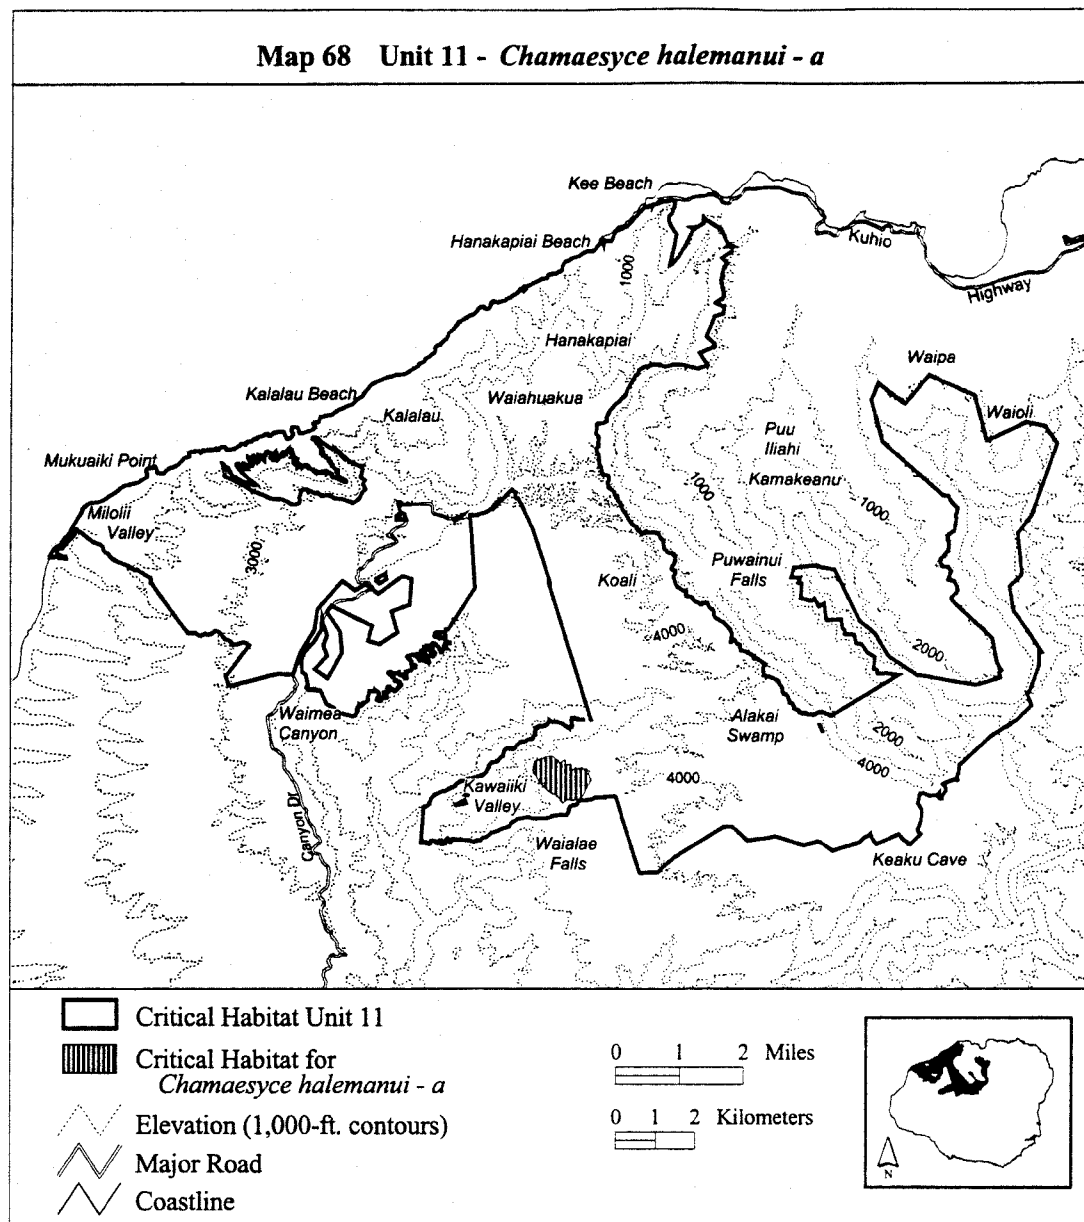 Map 68 Unit 11 - Chamaesyce halemanui - a
Kee Beach
Hanakapiai Beach
Kuhio
Highway
1000
Hanakapiai
Waipa
Kalalau Beach
Waiahuakua
Kalalau
Waioli
Puu
Iliahi
Mukuaiki Point
Kamakeanu
1000
1000
Milolii
Valley
3000
Puwainui
Falls
Koali
4000
2000
Waimea
Canyon
Alakai
Swamp
2000
4000
4000
Kawaiiki
Valley
Canyon Dr
Waialae
Falls
Keaku Cave
Critical Habitat Unit 11
Critical Habitat for
Chamaesyce halemanui - a
Elevation (1,000-ft. contours)
Major Road
Coastline
0 1 2 Miles
0 1 2 Kilometers
N